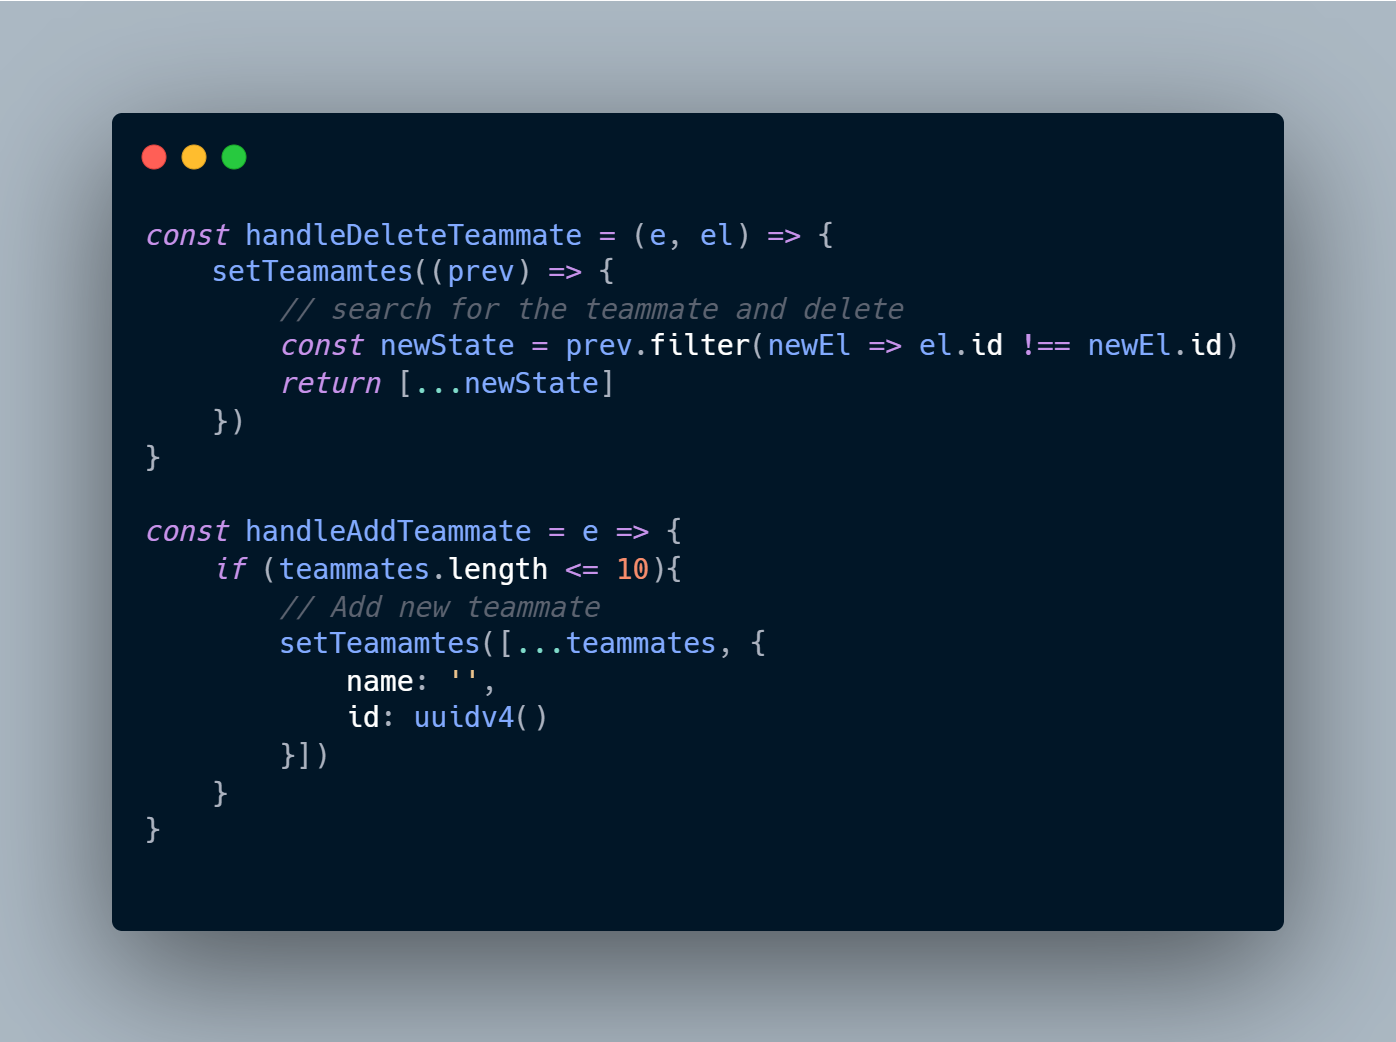 const handleDeleteTeammate = (e, el) => {
    setTeamamtes((prev) => {
        // search for the teammate and delete
        const newState = prev.filter(newEl => el.id !== newEl.id)
        return [...newState]
    })
}

const handleAddTeammate = e => {
    if (teammates.length <= 10){
        // Add new teammate
        setTeamamtes([...teammates, {
            name: '',
            id: uuidv4()
        }])
    }
}